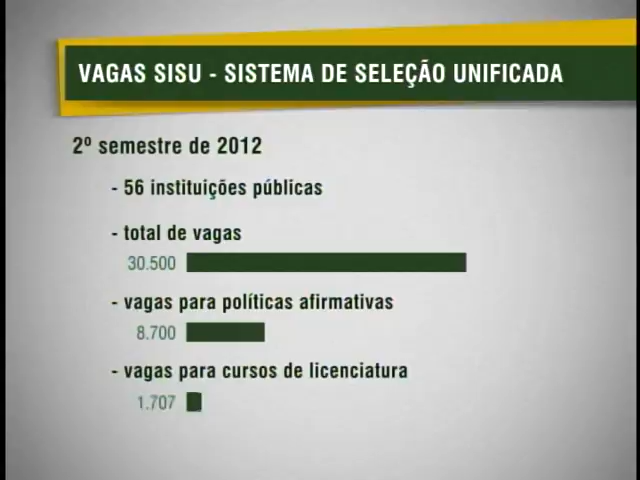 VAGAS SISU - SISTEMA DE SELEÇÃO UNIFICADA
2º semestre de 2012
- 56 instituições públicas
- total de vagas
30.500
- vagas para políticas afirmativas
8.700
- vagas para cursos de licenciatura
1.707